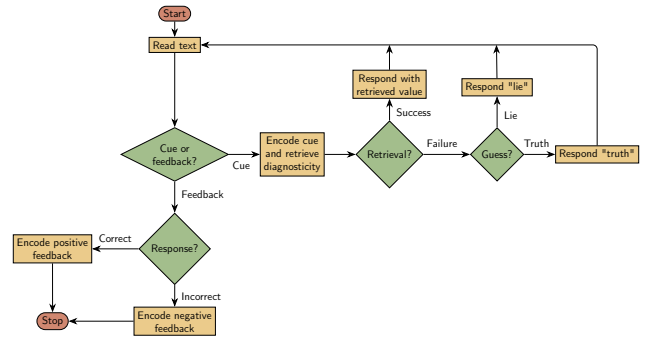 Start
Read text
Cue or
feedback?
Cue
Encode cue
and retrieve
diagnosticity
Retrieval?
Success
Respond with
retrieved value
Failure
Guess?
Lie
Respond "lie"
Truth
Respond "truth"
Feedback
Response?
Correct
Encode positive
feedback
Incorrect
Encode negative
feedback
Stop